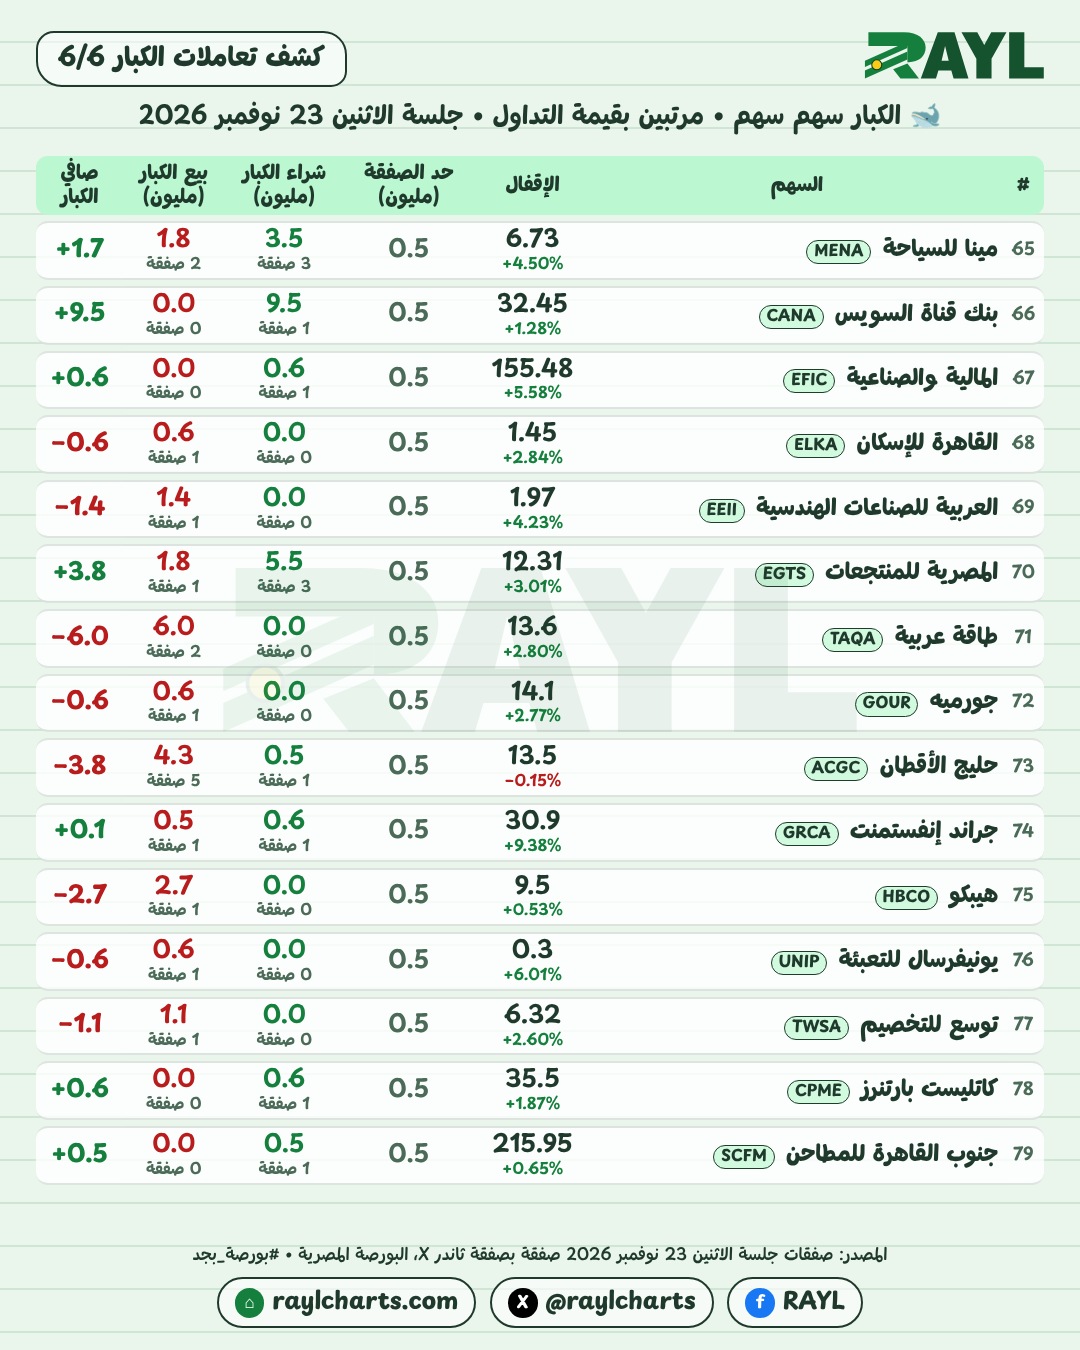 RAYL
كشف تعاملات الكبار 6/6
🐋 الكبار سهم سهم • مرتبين بقيمة التداول • جلسة الاثنين 23 نوفمبر 2026
# السهم الإقفال حد الصفقة (مليون) شراء الكبار (مليون) بيع الكبار (مليون) صافي الكبار
65 مينا للسياحة MENA 6.73 +4.50% 0.5 3.5 3 صفقة 1.8 2 صفقة +1.7
66 بنك قناة السويس CANA 32.45 +1.28% 0.5 9.5 1 صفقة 0.0 0 صفقة +9.5
67 المالية والصناعية EFIC 155.48 +5.58% 0.5 0.6 1 صفقة 0.0 0 صفقة +0.6
68 القاهرة للإسكان ELKA 1.45 +2.84% 0.5 0.0 0 صفقة 0.6 1 صفقة −0.6
69 العربية للصناعات الهندسية EEII 1.97 +4.23% 0.5 0.0 0 صفقة 1.4 1 صفقة −1.4
70 المصرية للمنتجعات EGTS 12.31 +3.01% 0.5 5.5 3 صفقة 1.8 1 صفقة +3.8
71 طاقة عربية TAQA 13.6 +2.80% 0.5 0.0 0 صفقة 6.0 2 صفقة −6.0
72 جورميه GOUR 14.1 +2.77% 0.5 0.0 0 صفقة 0.6 1 صفقة −0.6
73 حليج الأقطان ACGC 13.5 −0.15% 0.5 0.5 1 صفقة 4.3 5 صفقة −3.8
74 جراند إنفستمنت GRCA 30.9 +9.38% 0.5 0.6 1 صفقة 0.5 1 صفقة +0.1
75 هيبكو HBCO 9.5 +0.53% 0.5 0.0 0 صفقة 2.7 1 صفقة −2.7
76 يونيفرسال للتعبئة UNIP 0.3 +6.01% 0.5 0.0 0 صفقة 0.6 1 صفقة −0.6
77 توسع للتخصيم TWSA 6.32 +2.60% 0.5 0.0 0 صفقة 1.1 1 صفقة −1.1
78 كاتليست بارتنرز CPME 35.5 +1.87% 0.5 0.6 1 صفقة 0.0 0 صفقة +0.6
79 جنوب القاهرة للمطاحن SCFM 215.95 +0.65% 0.5 0.5 1 صفقة 0.0 0 صفقة +0.5
المصدر: صفقات جلسة الاثنين 23 نوفمبر 2026 صفقة بصفقة ثاندر X، البورصة المصرية • #بورصة_بجد
raylcharts.com X @raylcharts f RAYL